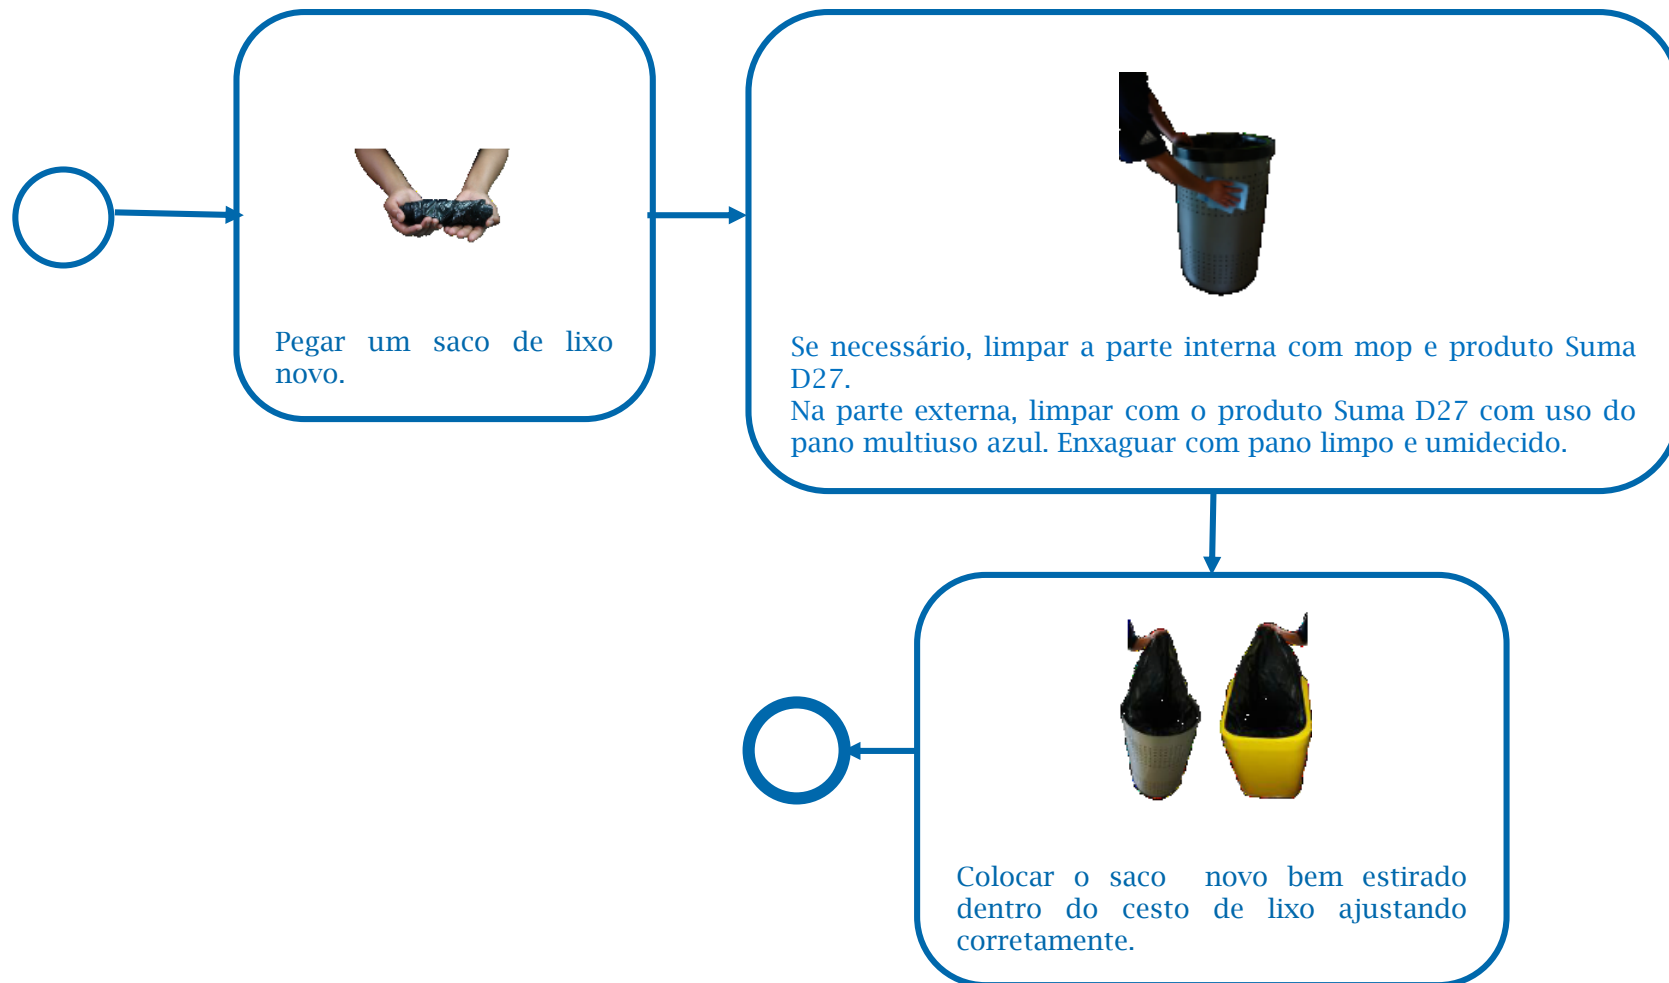 Pegar um saco de lixo
novo.
Se necessário, limpar a parte interna com mop e produto Suma
D27.
Na parte externa, limpar com o produto Suma D27 com uso do
pano multiuso azul. Enxaguar com pano limpo e umidecido.
Colocar o saco novo bem estirado
dentro do cesto de lixo ajustando
corretamente.